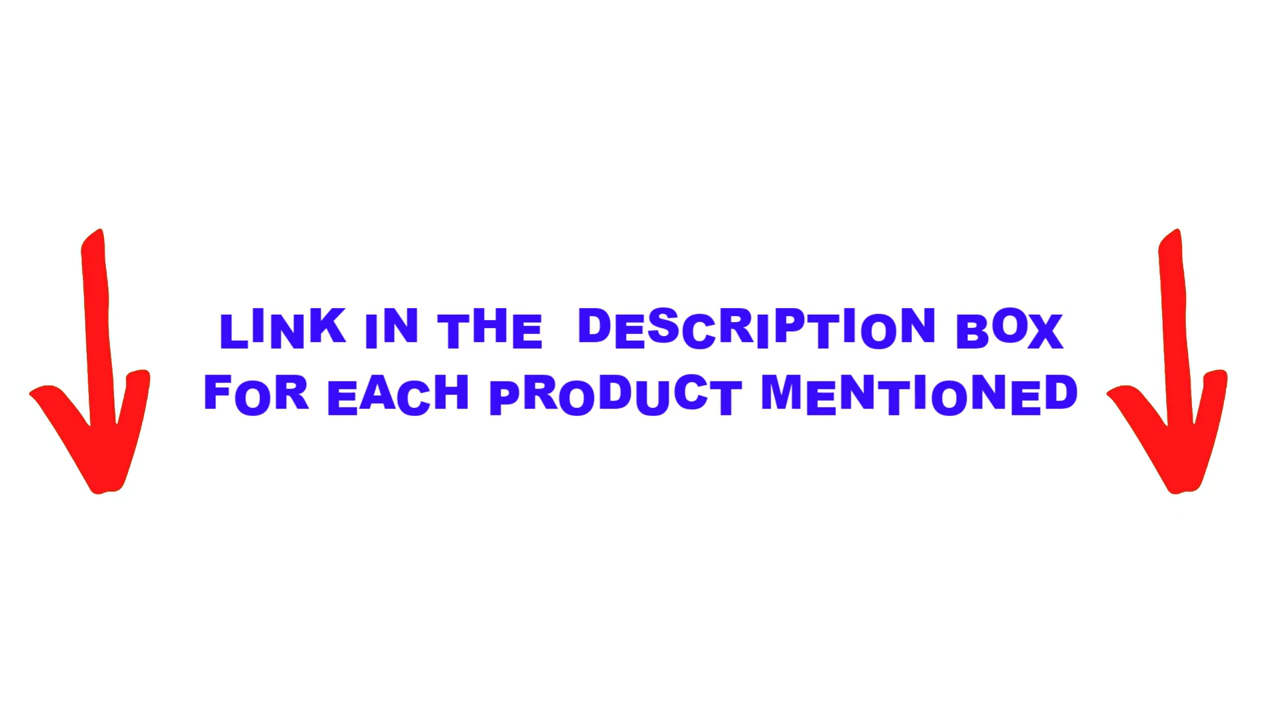 LINK IN THE DESCRIPTION BOX
FOR EACH PRODUCT MENTIONED